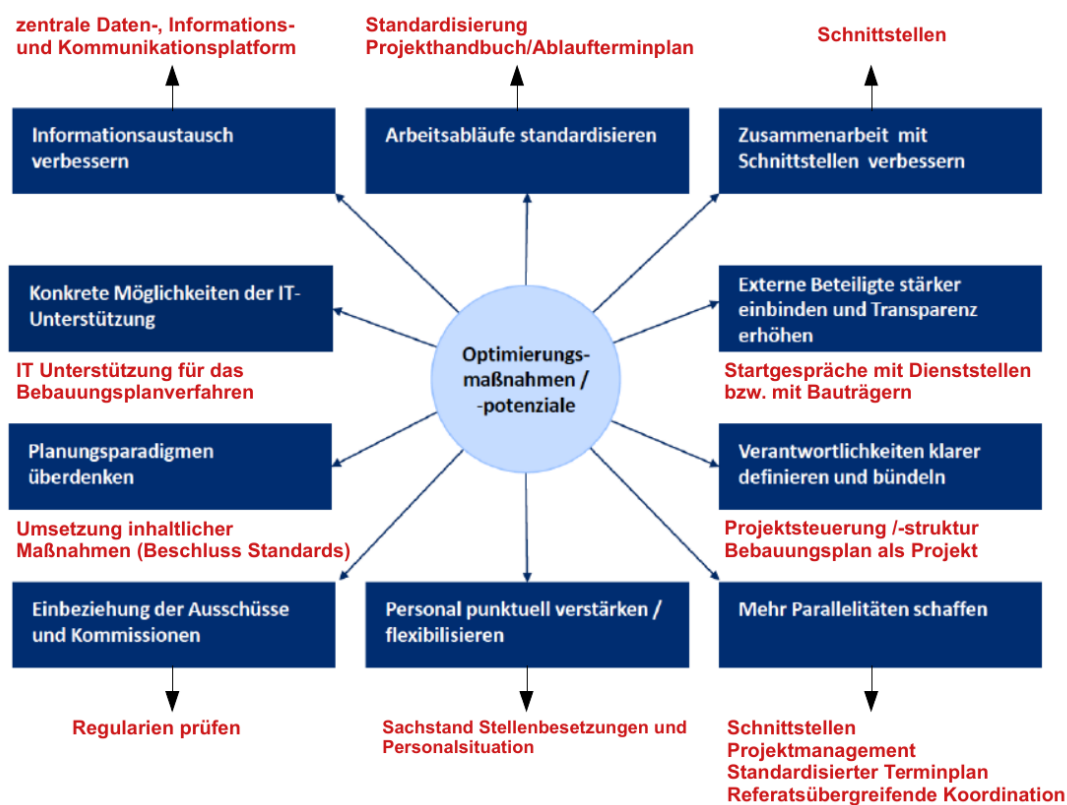 zentrale Daten-, Informations-
und Kommunikationsplatform
Standardisierung
Projekthandbuch/Ablaufterminplan
Schnittstellen
Informationsaustausch
verbessern
Arbeitsabläufe standardisieren
Zusammenarbeit mit
Schnittstellen verbessern
Konkrete Möglichkeiten der IT-
Unterstützung
Externe Beteiligte stärker
einbinden und Transparenz
erhöhen
IT Unterstützung für das
Bebauungsplanverfahren
Optimierungs-
maßnahmen /
-potenziale
Startgespräche mit Dienststellen
bzw. mit Bauträgern
Planungsparadigmen
überdenken
Verantwortlichkeiten klarer
definieren und bündeln
Umsetzung inhaltlicher
Maßnahmen (Beschluss Standards)
Projektsteuerung /-struktur
Bebauungsplan als Projekt
Einbeziehung der Ausschüsse
und Kommissionen
Personal punktuell verstärken /
flexibilisieren
Mehr Parallelitäten schaffen
Regularien prüfen
Sachstand Stellenbesetzungen und
Personalsituation
Schnittstellen
Projektmanagement
Standardisierter Terminplan
Referatsübergreifende Koordination